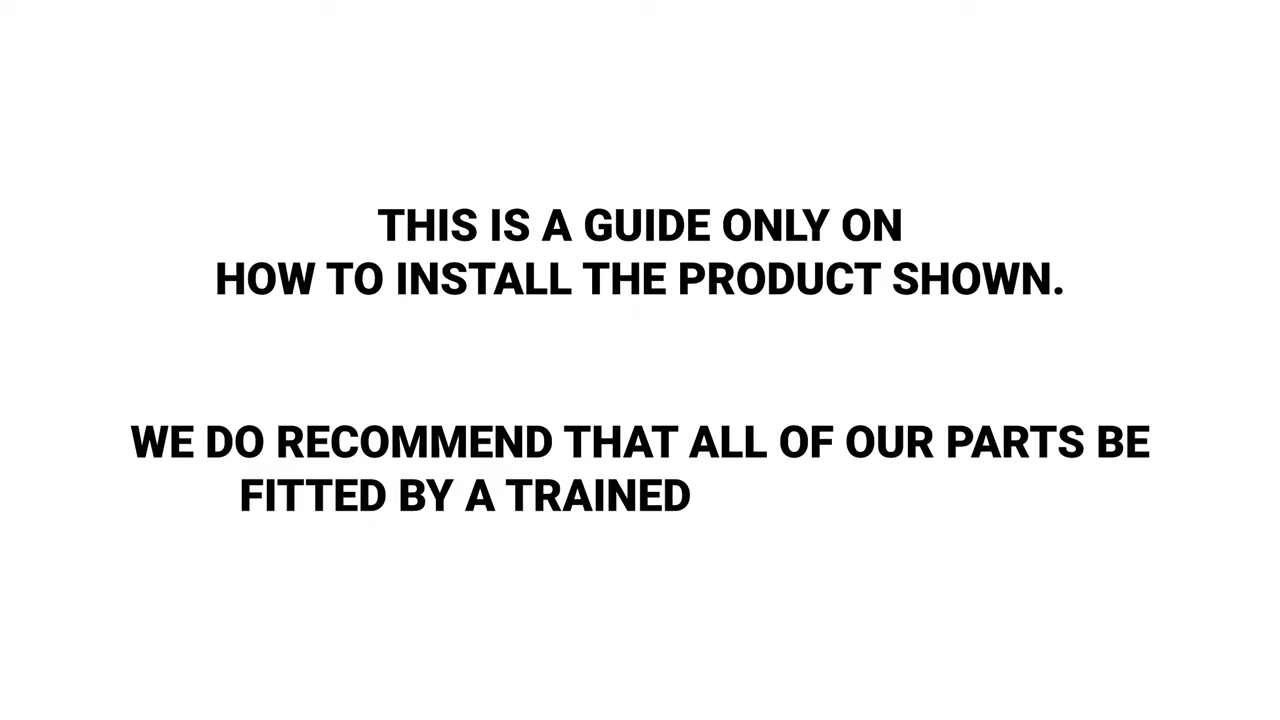 THIS IS A GUIDE ONLY ON
HOW TO INSTALL THE PRODUCT SHOWN.
WE DO RECOMMEND THAT ALL OF OUR PARTS BE
FITTED BY A TRAINED